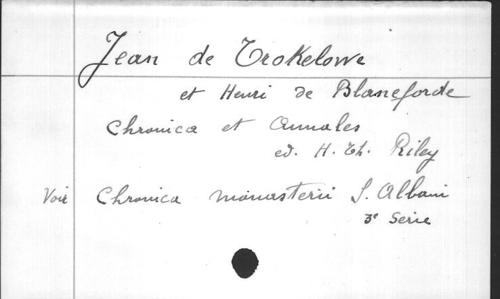 Jean de Trokelowe
et Henri de Blaneforde
Chronica et Annales
ed. H. Th. Riley
Voir Chronica monasterii S. Albani
3e Serie